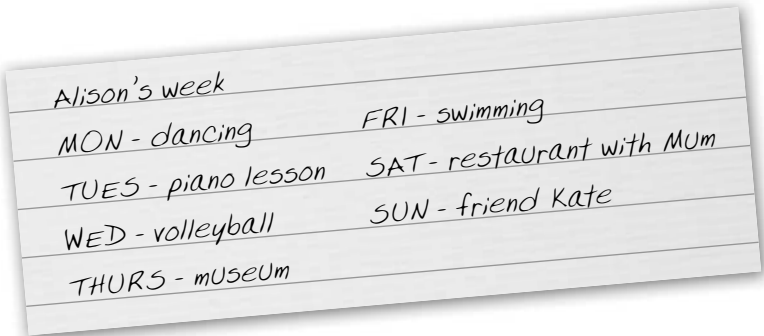 Alison's week
MON - dancing
TUES - piano lesson
WED - volleyball
THURS - museum
FRI - swimming
SAT - restaurant with Mum
SUN - friend Kate